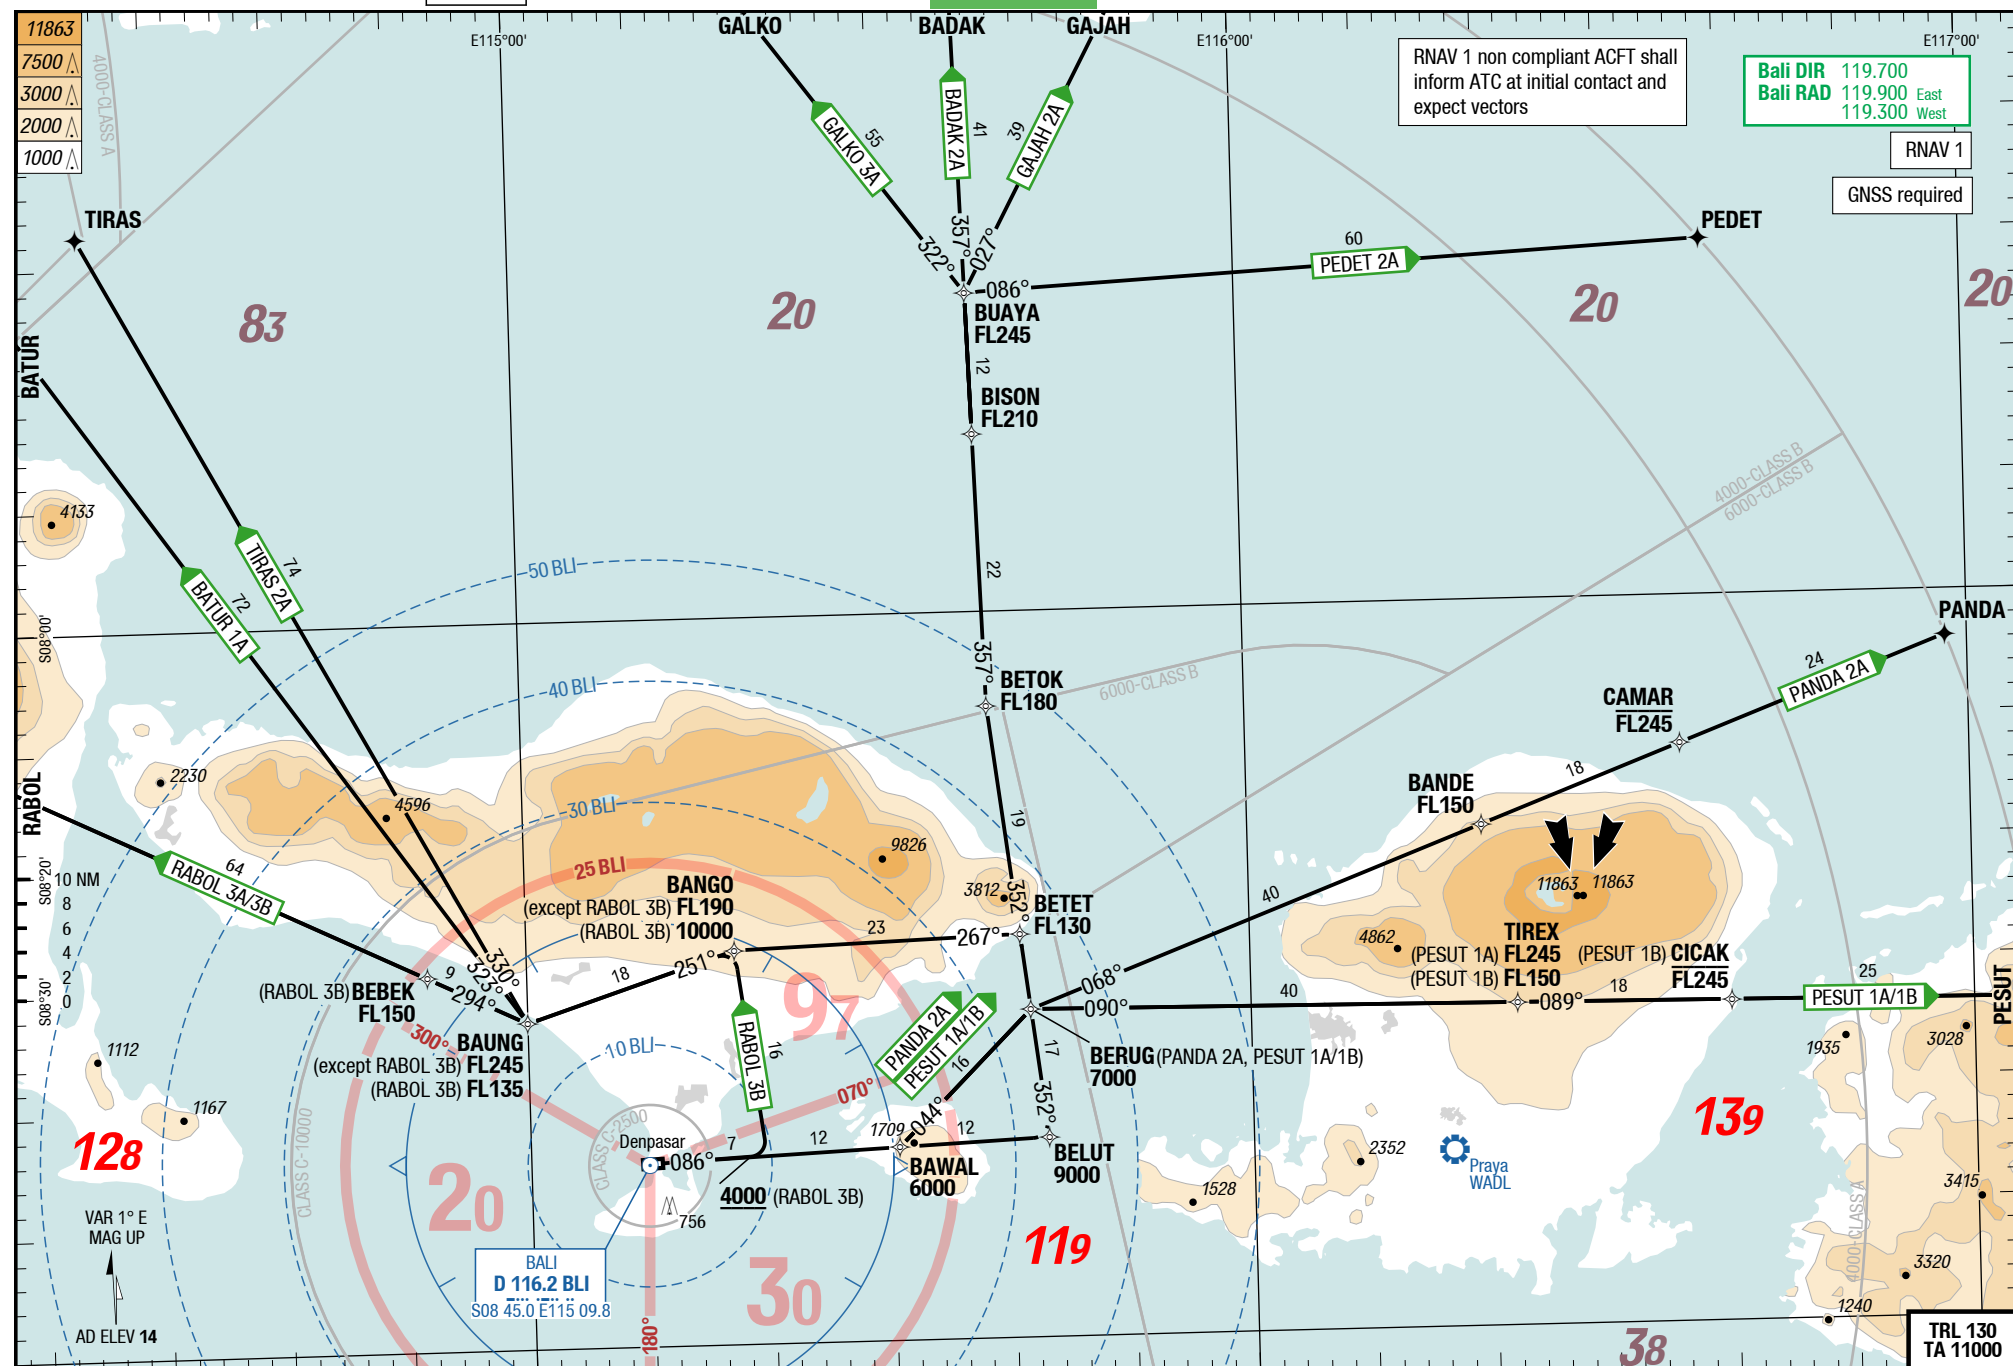 11863
7500
3000
2000
1000
4000-CLASS A
E115°00'
GALKO
BADAK
GAJAH
E116°00'
E117°00'
RNAV 1 non compliant ACFT shall
inform ATC at initial contact and
expect vectors
Bali DIR 119.700
Bali RAD 119.900 East
119.300 West
RNAV 1
GNSS required
GALKO 3A
55
BADAK 2A
41
GAJAH 2A
39
322°
357°
027°
TIRAS
PEDET
60
PEDET 2A
086°
BUAYA
FL245
83
20
20
20
BATUR
12
BISON
FL210
4133
TIRAS 2A
74
BATUR 1A
72
50 BLI
22
4000-CLASS B
6000-CLASS B
S08°00'
357°
PANDA
24
PANDA 2A
40 BLI
BETOK
FL180
6000-CLASS B
CAMAR
FL245
18
BANDE
FL150
2230
4596
30 BLI
19
RABOL
64
RABOL 3A/3B
9826
25 BLI
BANGO
(except RABOL 3B) FL190
(RABOL 3B) 10000
3812
352°
BETET
FL130
40
11863
11863
4862
S08°20'
10 NM
8
6
4
2
0
S08°30'
23
267°
TIREX
(PESUT 1A) FL245
(PESUT 1B) FL150
(PESUT 1B) CICAK
FL245
330°
323°
9
294°
18
251°
068°
090°
40
089°
18
25
PESUT 1A/1B
PESUT
(RABOL 3B) BEBEK
FL150
97
PANDA 2A
PESUT 1A/1B
16
300°
BAUNG
(except RABOL 3B) FL245
(RABOL 3B) FL135
10 BLI
RABOL 3B
16
17
BERUG (PANDA 2A, PESUT 1A/1B)
7000
1935
3028
1112
070°
352°
1167
CLASS C-10000
CLASS C-2500
044°
139
128
Denpasar
086°
7
12
1709
12
BELUT
9000
BAWAL
6000
2352
Praya
WADL
20
4000 (RABOL 3B)
756
1528
3415
VAR 1° E
MAG UP
119
BALI
D 116.2 BLI
S08 45.0 E115 09.8
30
4000-CLASS A
3320
1240
AD ELEV 14
180°
38
TRL 130
TA 11000